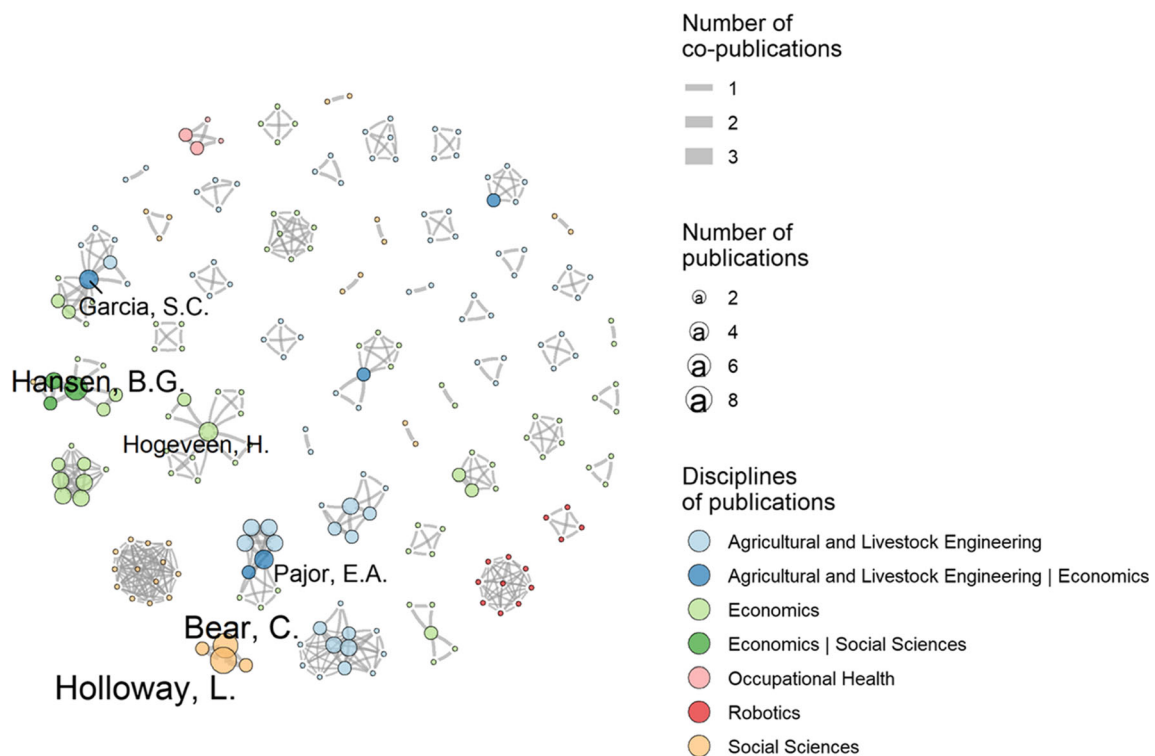 Number of
co-publications
1
2
3
Number of
publications
a 2
a 4
a 6
a 8
Disciplines
of publications
Agricultural and Livestock Engineering
Agricultural and Livestock Engineering | Economics
Economics
Economics | Social Sciences
Occupational Health
Robotics
Social Sciences
Garcia, S.C.
Hansen, B.G.
Hogeveen, H.
Pajor, E.A.
Bear, C.
Holloway, L.